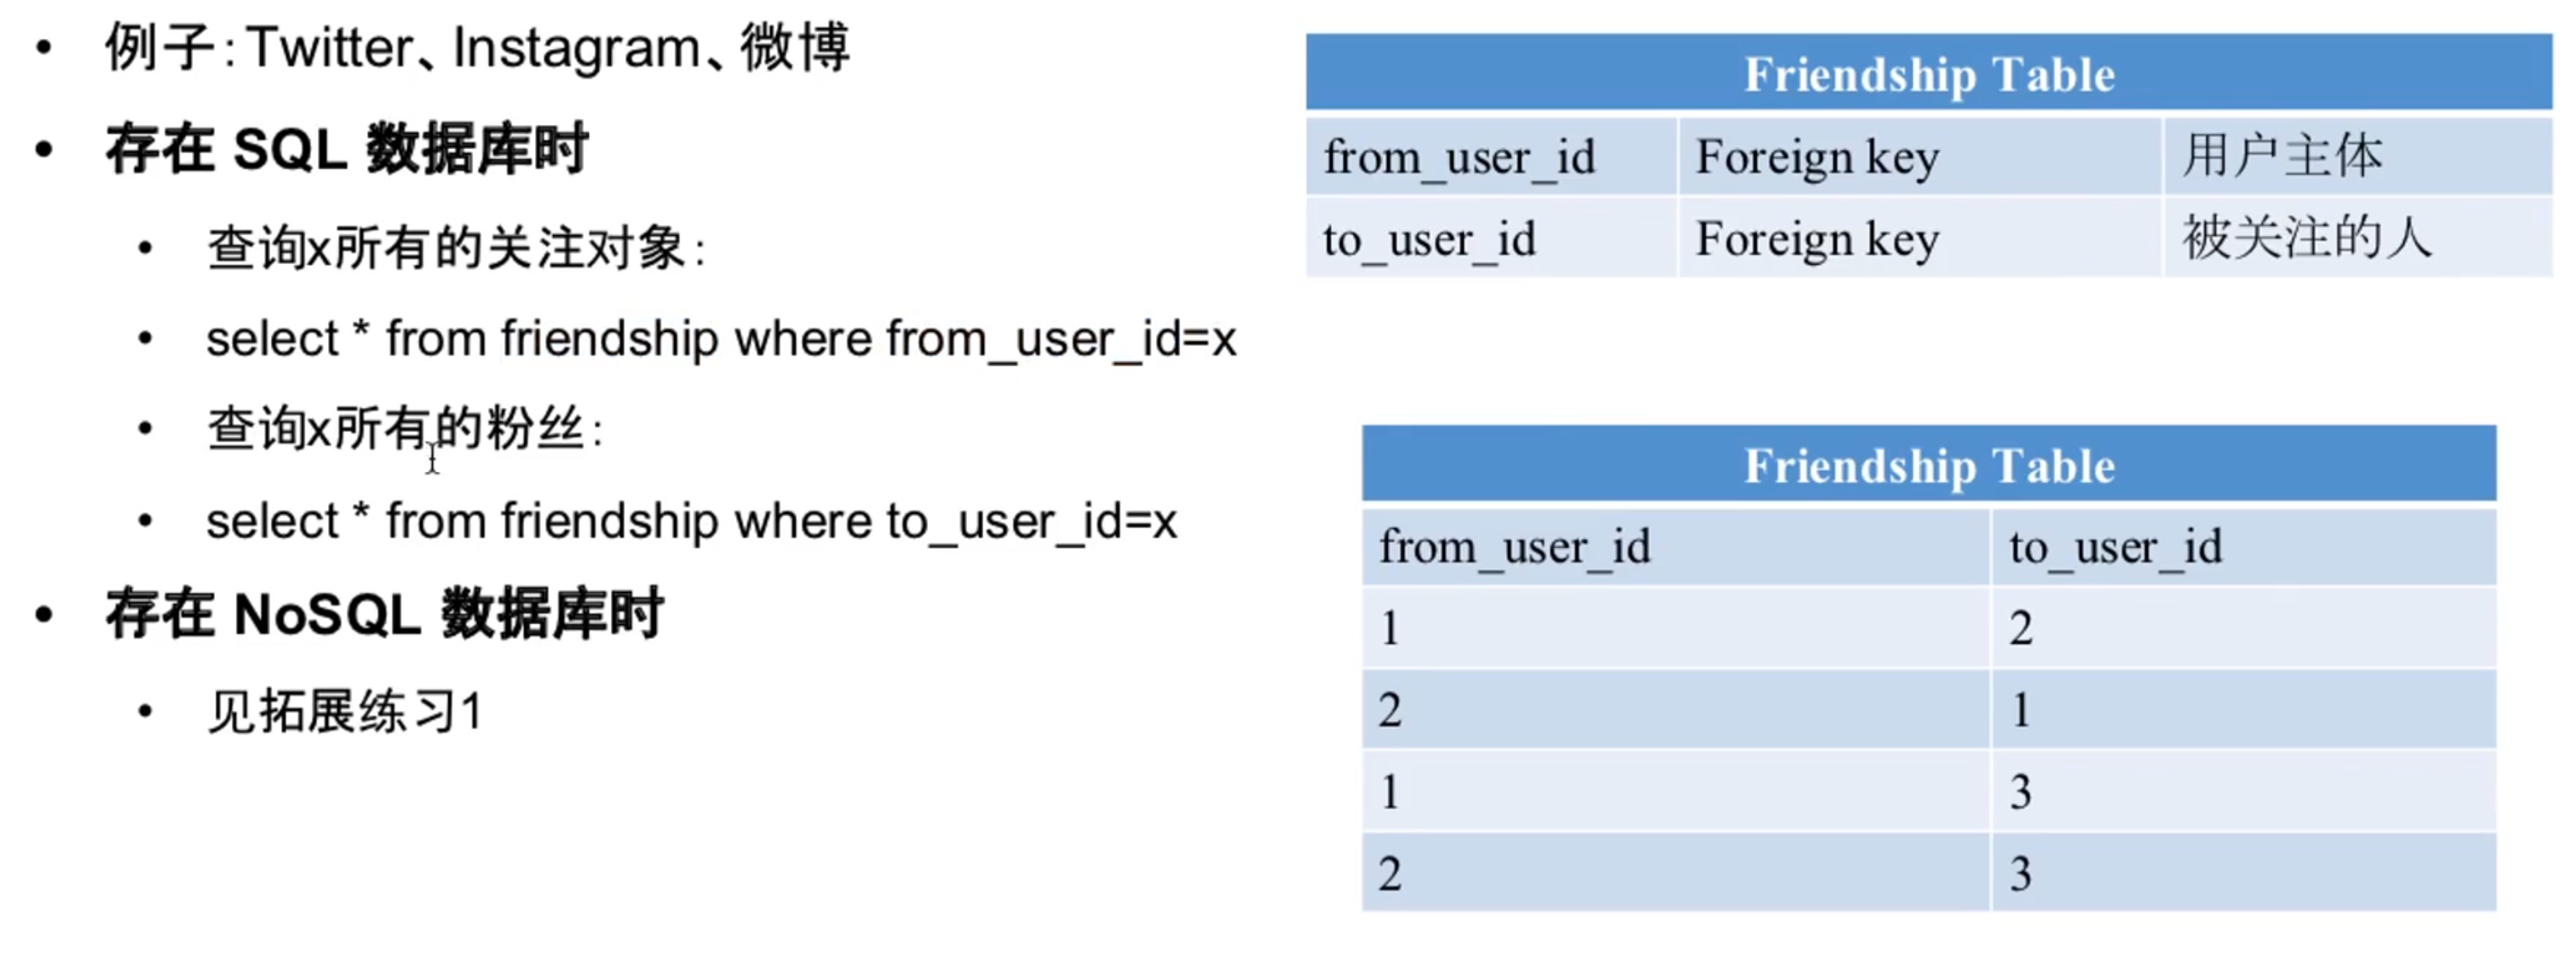 • 例子：Twitter、Instagram、微博
• 存在 SQL 数据库时
• 查询x所有的关注对象：
• select * from friendship where from_user_id=x
• 查询x所有的粉丝：
• select * from friendship where to_user_id=x
• 存在 NoSQL 数据库时
• 见拓展练习1
Friendship Table
from_user_id Foreign key 用户主体
to_user_id Foreign key 被关注的人
Friendship Table
from_user_id to_user_id
1 2
2 1
1 3
2 3